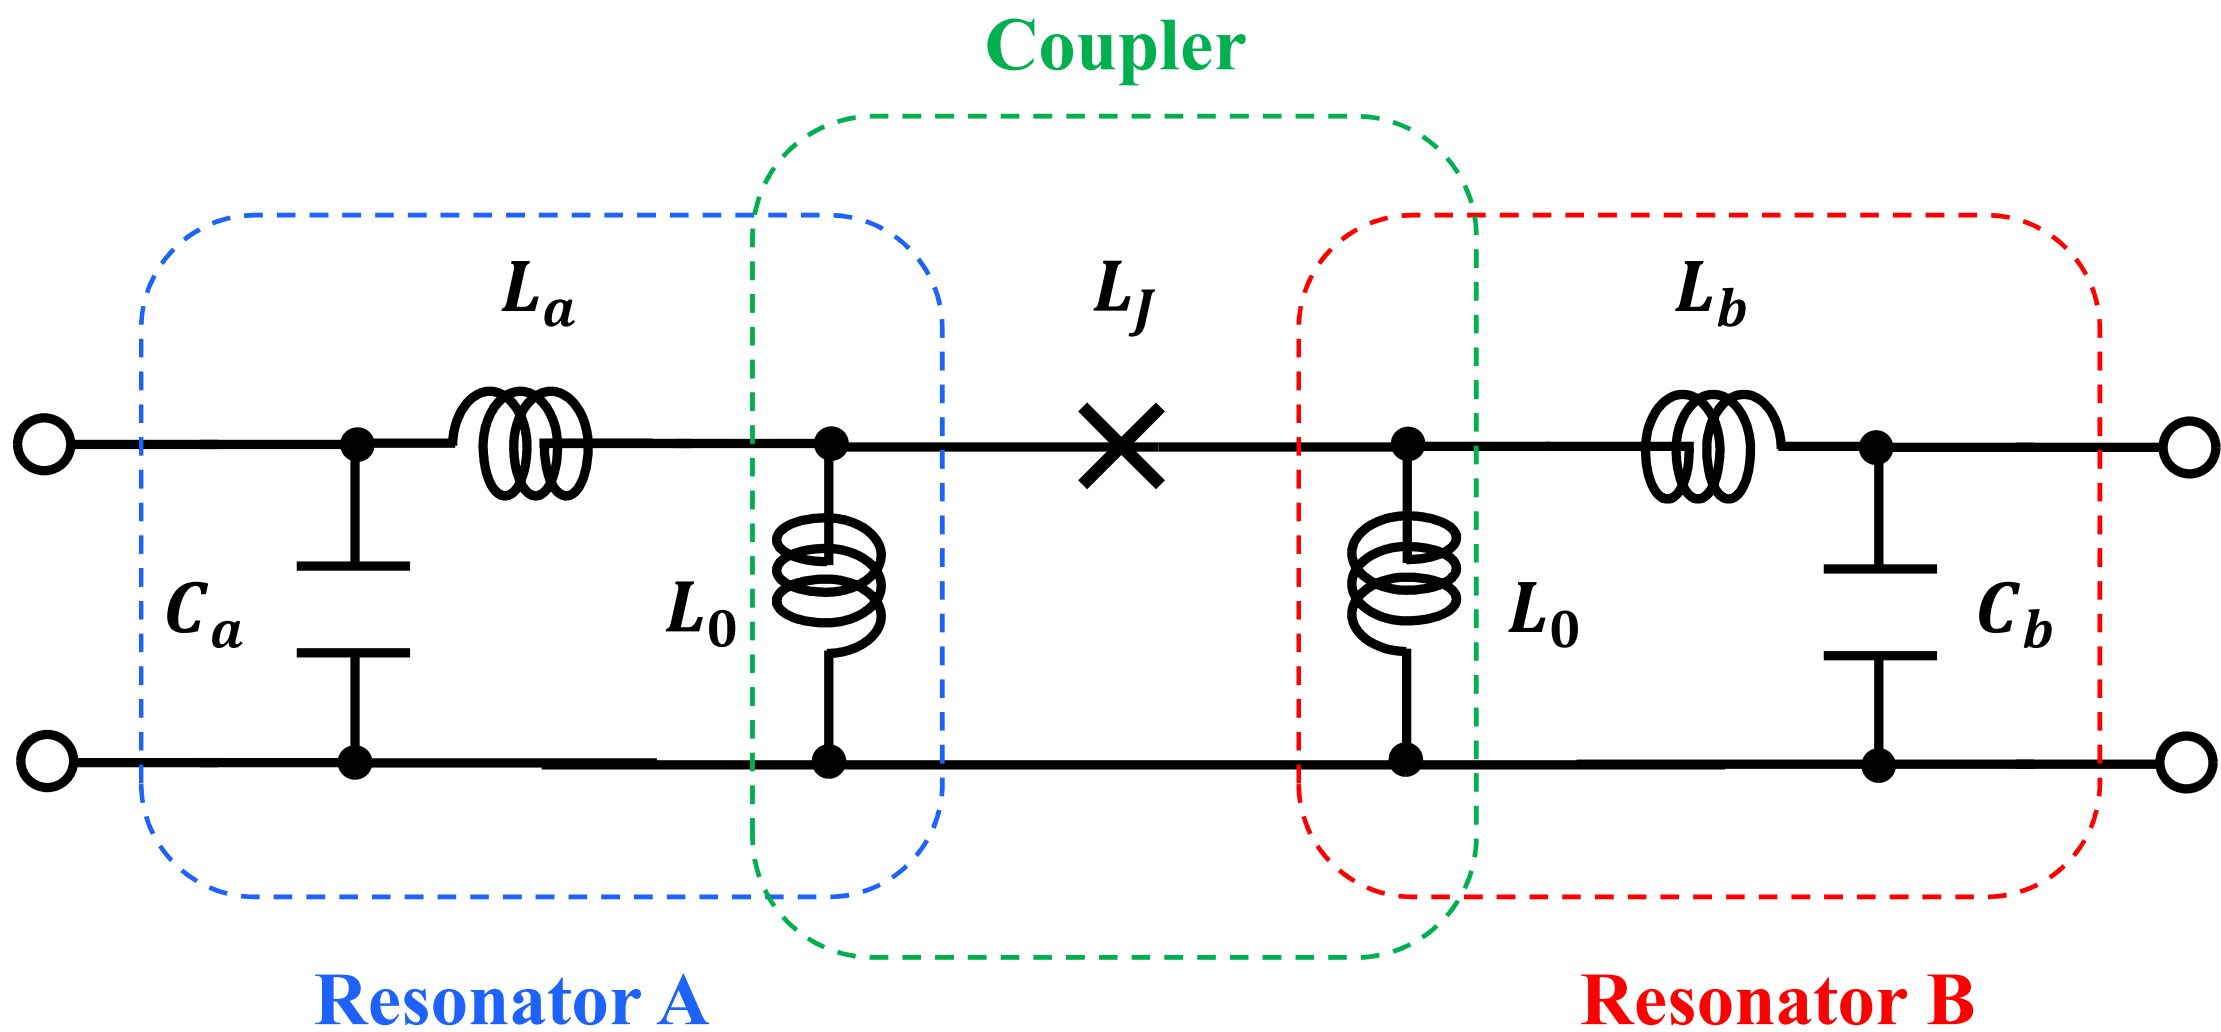 Coupler
L_a
L_J
L_b
C_a
L_0
L_0
C_b
Resonator A
Resonator B